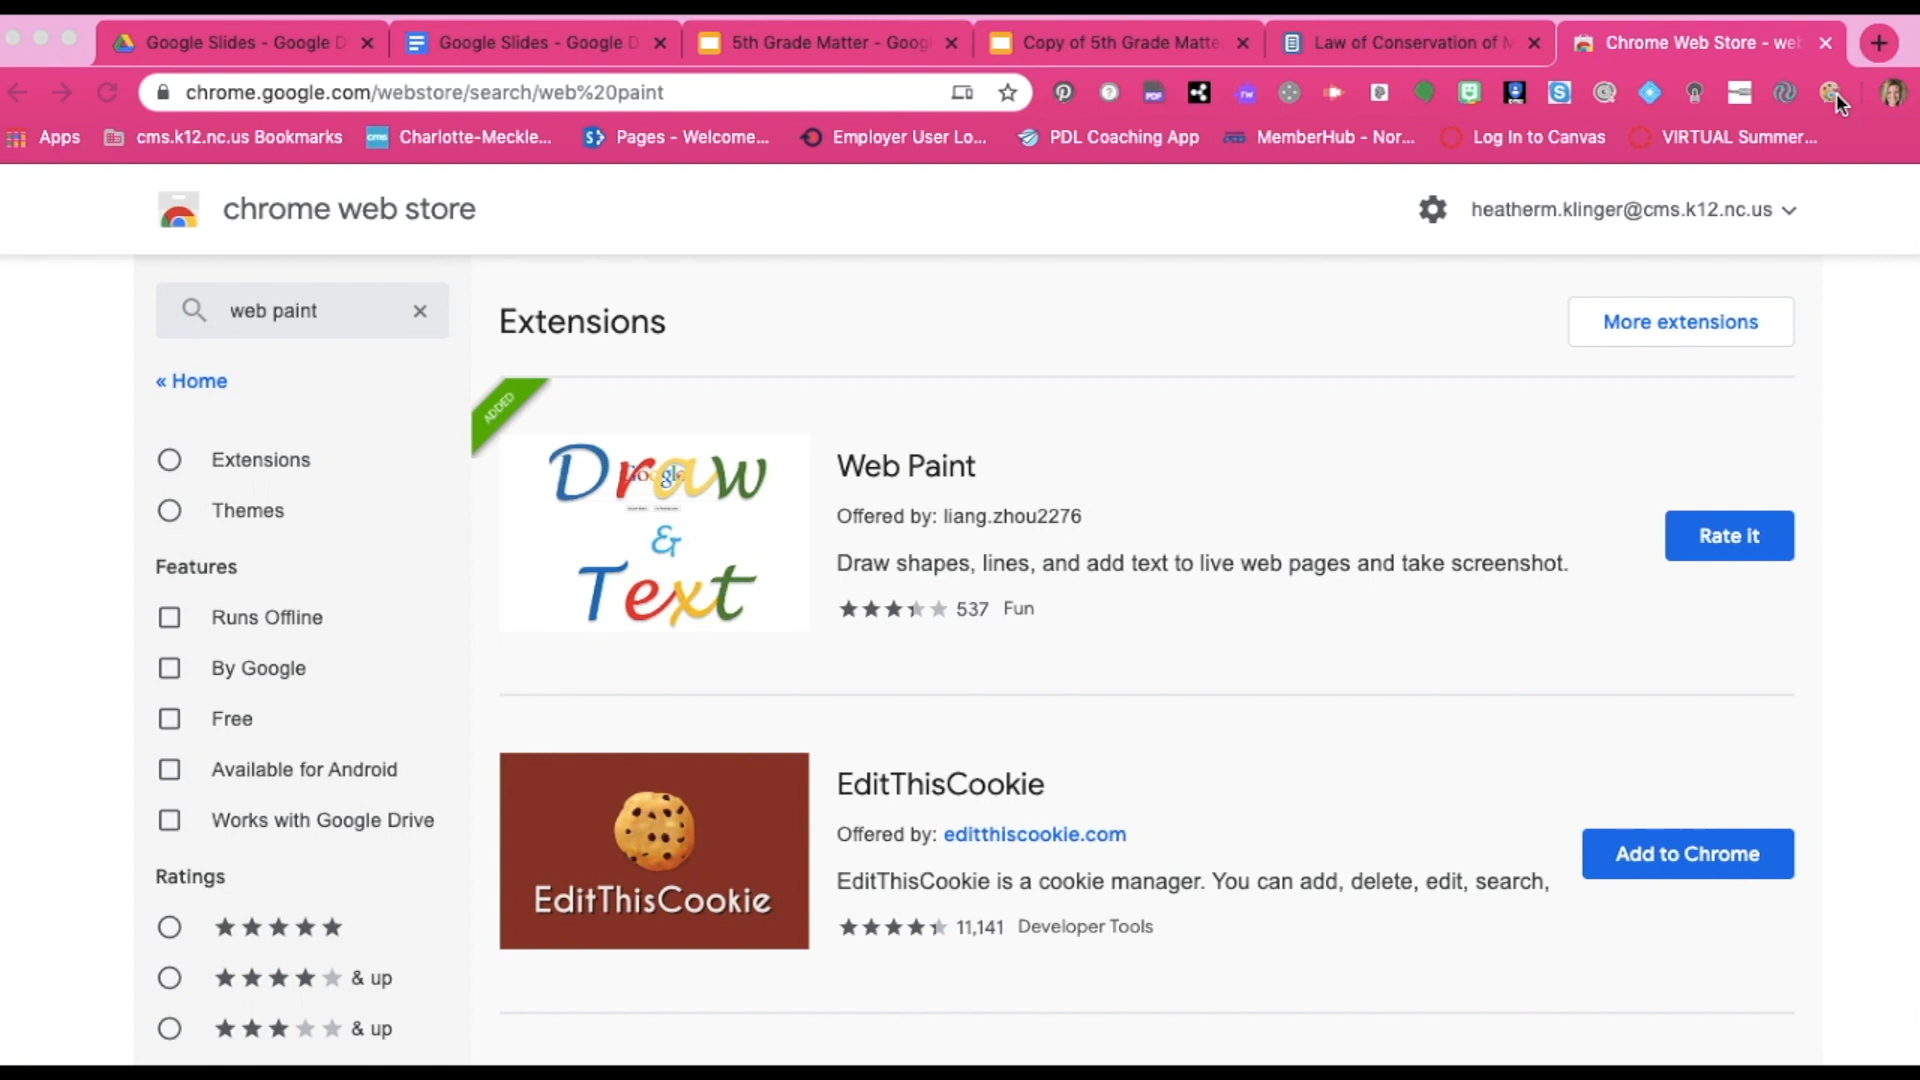 Google Slides - Google D
Google Slides - Google D
5th Grade Matter - Goog
Copy of 5th Grade Matte
Law of Conservation of M
Chrome Web Store - we
chrome.google.com/webstore/search/web%20paint
Apps
cms.k12.nc.us Bookmarks
Charlotte-Meckle...
Pages - Welcome...
Employer User Lo...
PDL Coaching App
MemberHub - Nor...
Log In to Canvas
VIRTUAL Summer...
chrome web store
heatherm.klinger@cms.k12.nc.us
web paint
« Home
Extensions
Themes
Features
Runs Offline
By Google
Free
Available for Android
Works with Google Drive
Ratings
& up
& up
Extensions
More extensions
ADDED
Draw
Google
&
Text
Web Paint
Offered by: liang.zhou2276
Draw shapes, lines, and add text to live web pages and take screenshot.
537 Fun
Rate it
EditThisCookie
EditThisCookie
Offered by: editthiscookie.com
EditThisCookie is a cookie manager. You can add, delete, edit, search,
11,141 Developer Tools
Add to Chrome